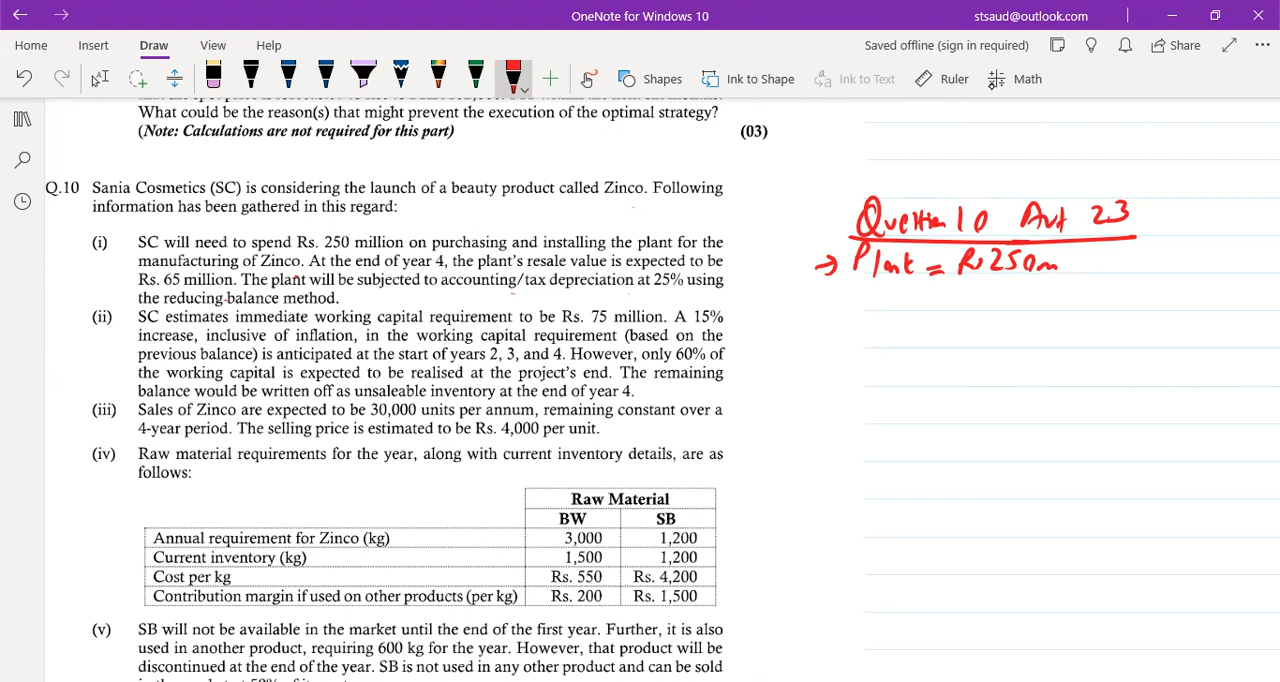 OneNote for Windows 10
stsaud@outlook.com
Home Insert Draw View Help
Saved offline (sign in required) Share
Shapes Ink to Shape Ink to Text Ruler Math
What could be the reason(s) that might prevent the execution of the optimal strategy?
(Note: Calculations are not required for this part) (03)
Q.10 Sania Cosmetics (SC) is considering the launch of a beauty product called Zinco. Following
information has been gathered in this regard:
(i) SC will need to spend Rs. 250 million on purchasing and installing the plant for the
manufacturing of Zinco. At the end of year 4, the plant's resale value is expected to be
Rs. 65 million. The plant will be subjected to accounting/tax depreciation at 25% using
the reducing-balance method.
(ii) SC estimates immediate working capital requirement to be Rs. 75 million. A 15%
increase, inclusive of inflation, in the working capital requirement (based on the
previous balance) is anticipated at the start of years 2, 3, and 4. However, only 60% of
the working capital is expected to be realised at the project's end. The remaining
balance would be written off as unsaleable inventory at the end of year 4.
(iii) Sales of Zinco are expected to be 30,000 units per annum, remaining constant over a
4-year period. The selling price is estimated to be Rs. 4,000 per unit.
(iv) Raw material requirements for the year, along with current inventory details, are as
follows:
Raw Material
BW SB
Annual requirement for Zinco (kg) 3,000 1,200
Current inventory (kg) 1,500 1,200
Cost per kg Rs. 550 Rs. 4,200
Contribution margin if used on other products (per kg) Rs. 200 Rs. 1,500
(v) SB will not be available in the market until the end of the first year. Further, it is also
used in another product, requiring 600 kg for the year. However, that product will be
discontinued at the end of the year. SB is not used in any other product and can be sold
Question 10 23
→ Plant = Rs 250m